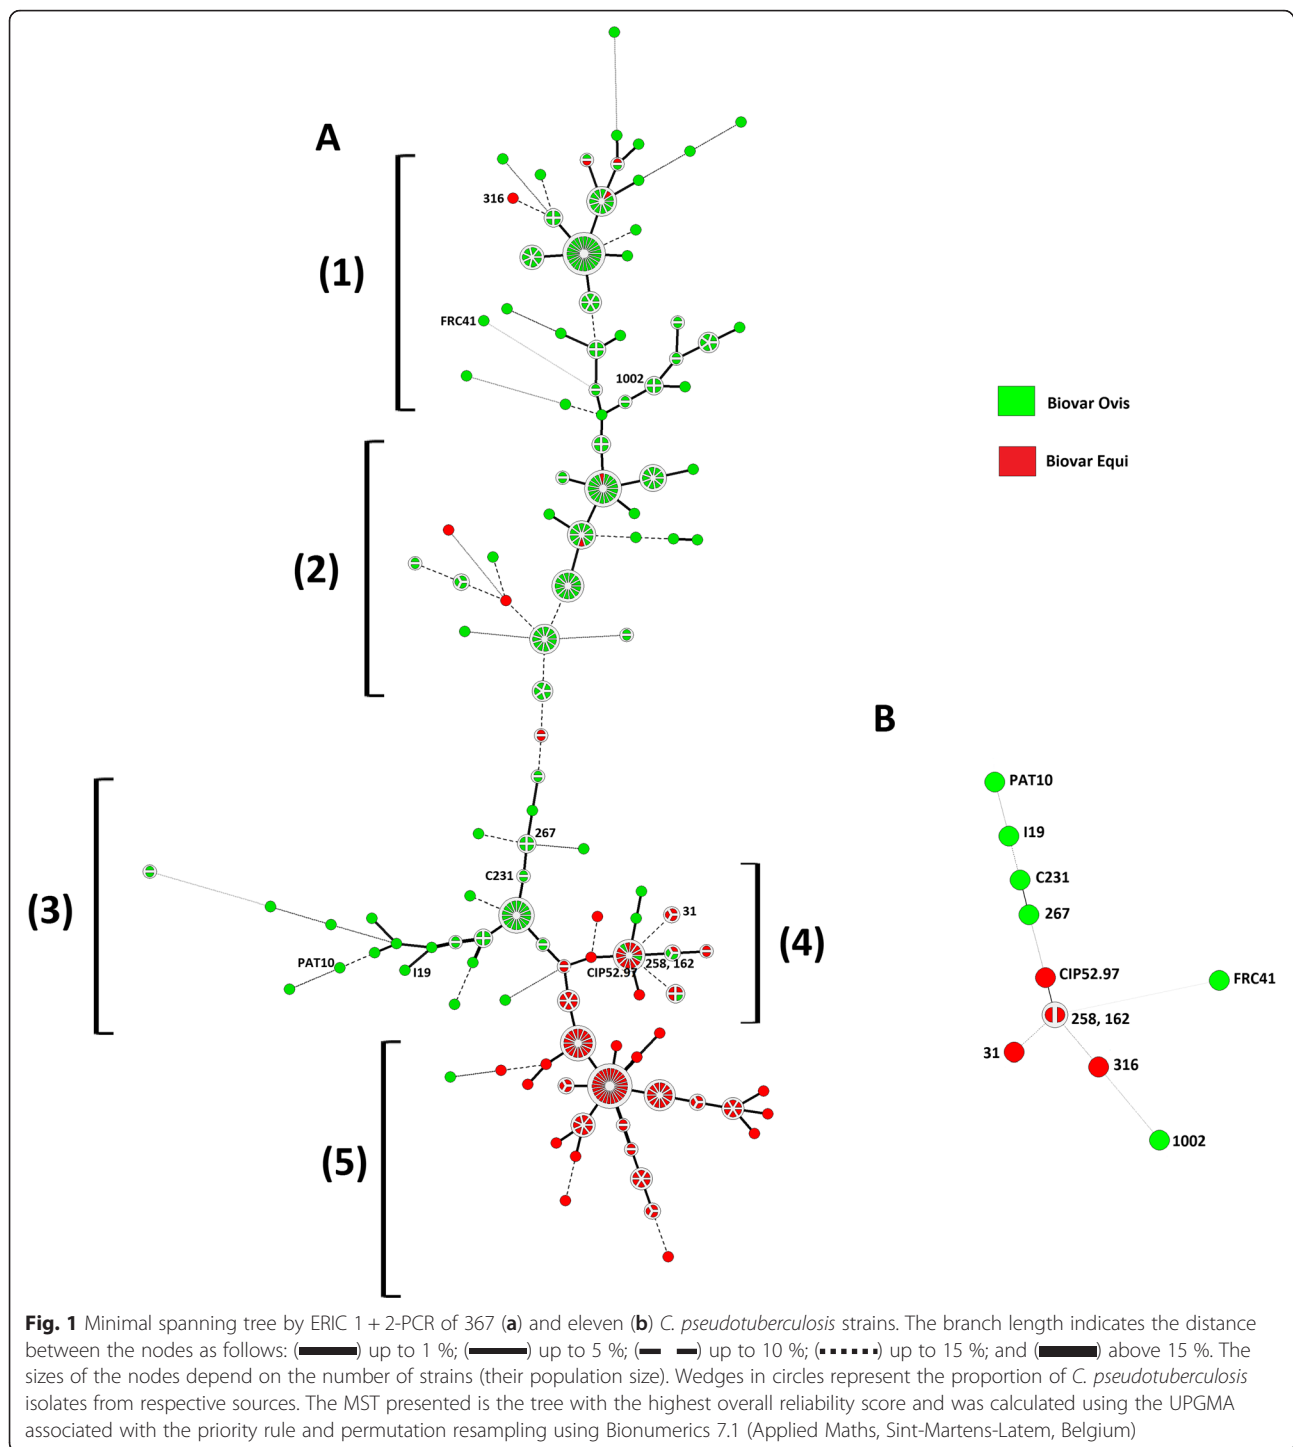 A
316
(1)
FRC41
1002
Biovar Ovis
Biovar Equi
(2)
B
PAT10
I19
C231
267
CIP52.97
FRC41
258, 162
31
316
1002
267
C231
(3)
31
(4)
PAT10
I19
CIP52.97
258, 162
(5)
Fig. 1 Minimal spanning tree by ERIC 1 + 2-PCR of 367 (a) and eleven (b) C. pseudotuberculosis strains. The branch length indicates the distance
between the nodes as follows: ( ) up to 1 %; ( ) up to 5 %; ( ) up to 10 %; ( ) up to 15 %; and ( ) above 15 %. The
sizes of the nodes depend on the number of strains (their population size). Wedges in circles represent the proportion of C. pseudotuberculosis
isolates from respective sources. The MST presented is the tree with the highest overall reliability score and was calculated using the UPGMA
associated with the priority rule and permutation resampling using Bionumerics 7.1 (Applied Maths, Sint-Martens-Latem, Belgium)